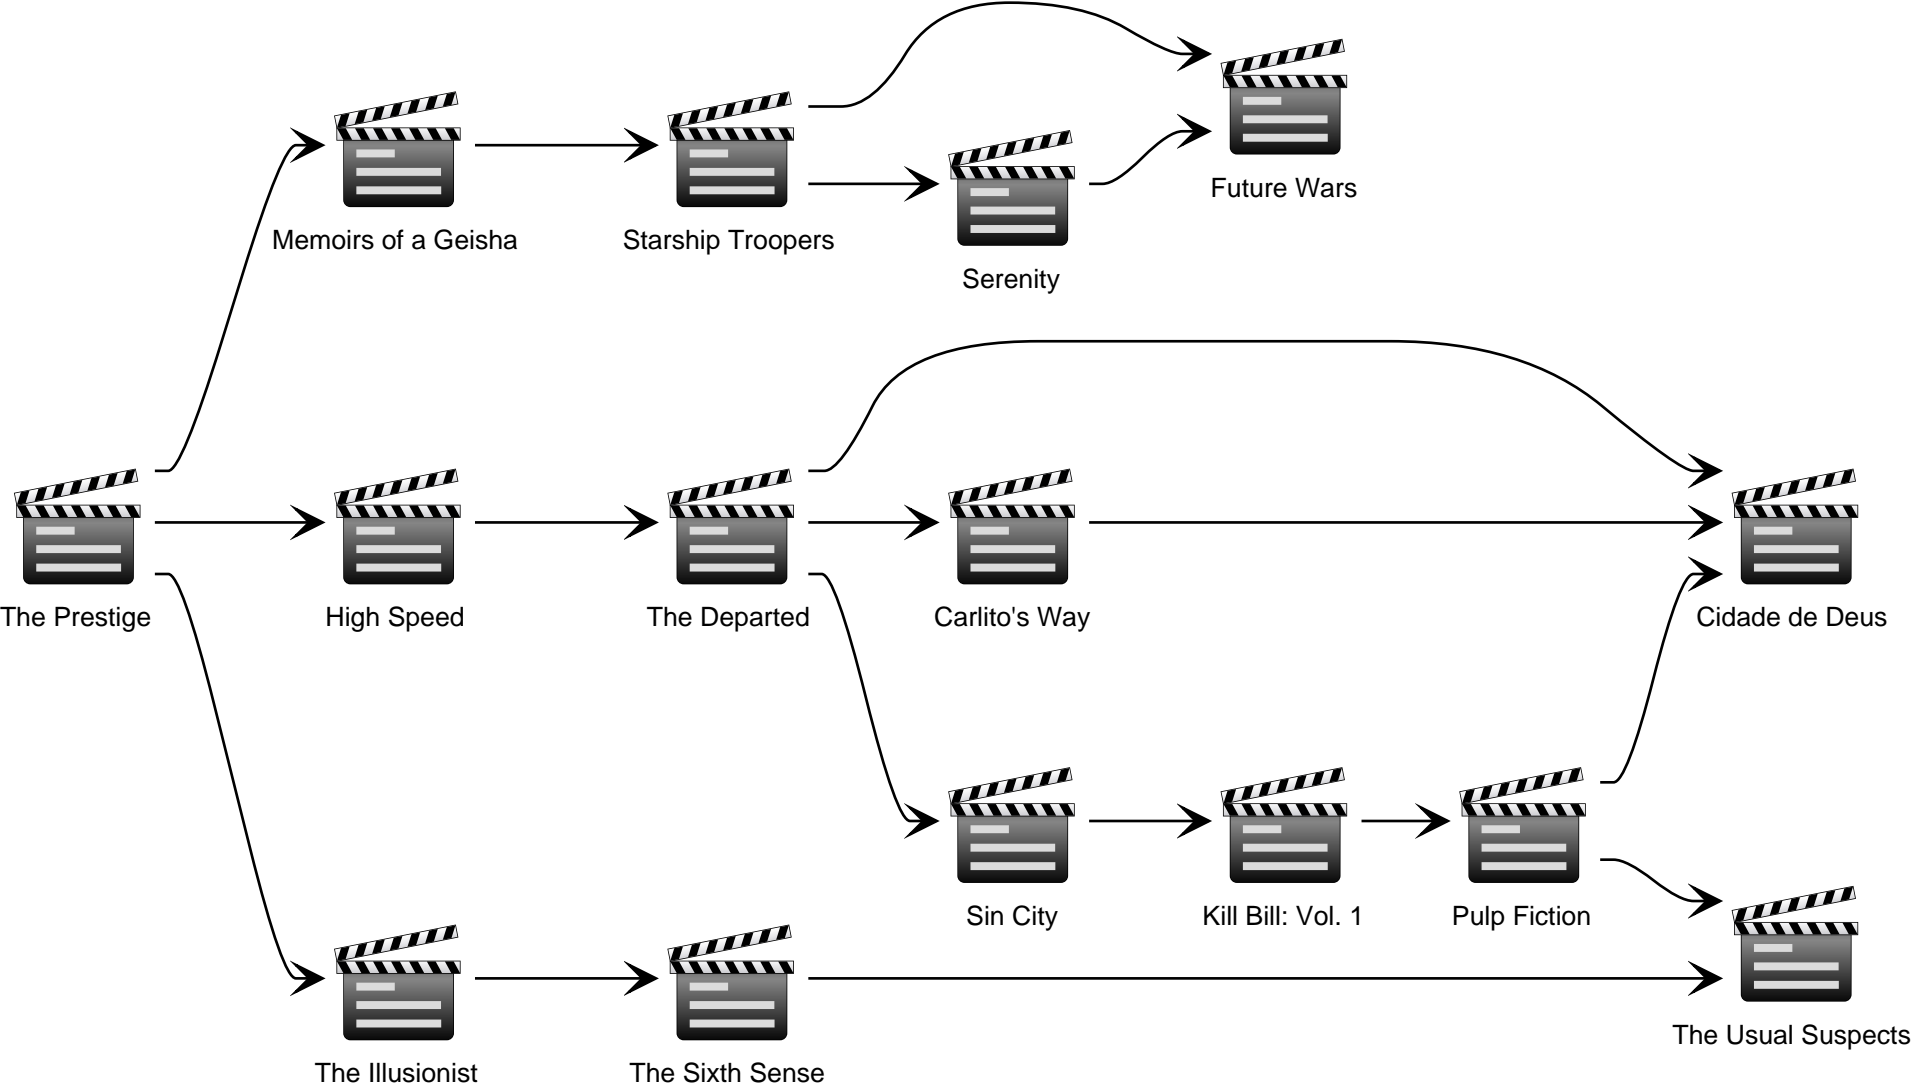 Future Wars
Memoirs of a Geisha
Starship Troopers
Serenity
The Prestige
High Speed
The Departed
Carlito's Way
Cidade de Deus
Sin City
Kill Bill: Vol. 1
Pulp Fiction
The Usual Suspects
The Illusionist
The Sixth Sense